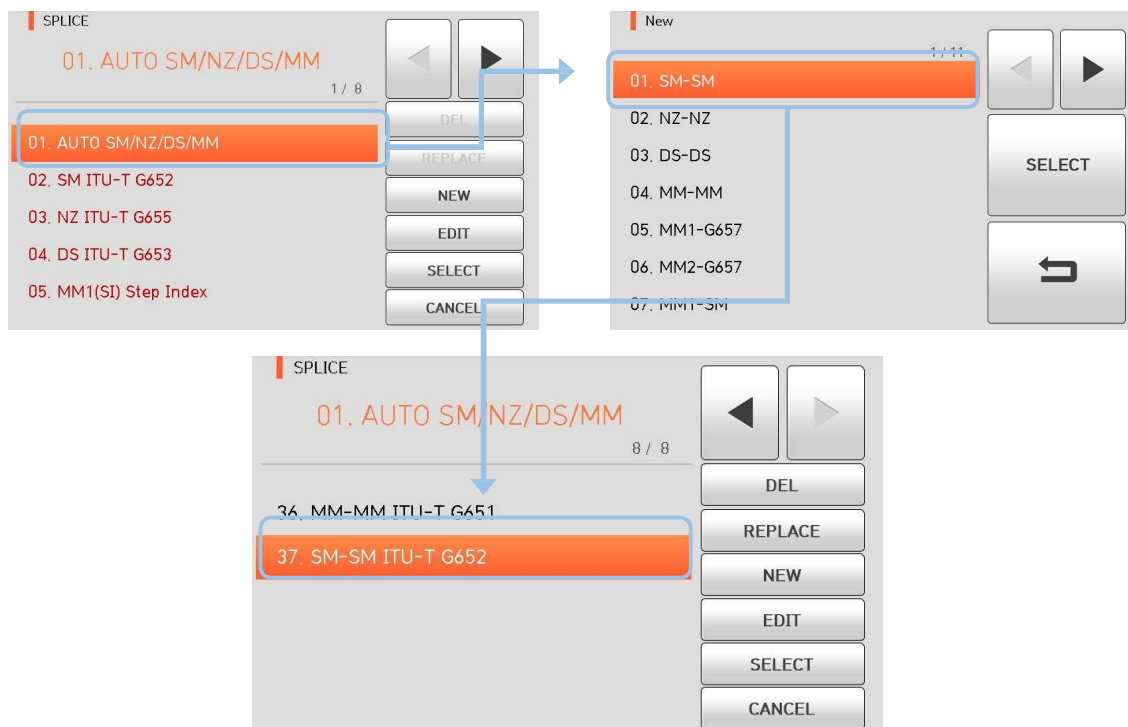 SPLICE
01. AUTO SM/NZ/DS/MM
1 / 8
01. AUTO SM/NZ/DS/MM
02. SM ITU-T G652
03. NZ ITU-T G655
04. DS ITU-T G653
05. MM1(SI) Step Index
DEL
REPLACE
NEW
EDIT
SELECT
CANCEL
New
1 / 11
01. SM-SM
02. NZ-NZ
03. DS-DS
04. MM-MM
05. MM1-G657
06. MM2-G657
07. MM1-SM
SELECT
SPLICE
01. AUTO SM/NZ/DS/MM
8 / 8
36. MM-MM ITU-T G651
37. SM-SM ITU-T G652
DEL
REPLACE
NEW
EDIT
SELECT
CANCEL